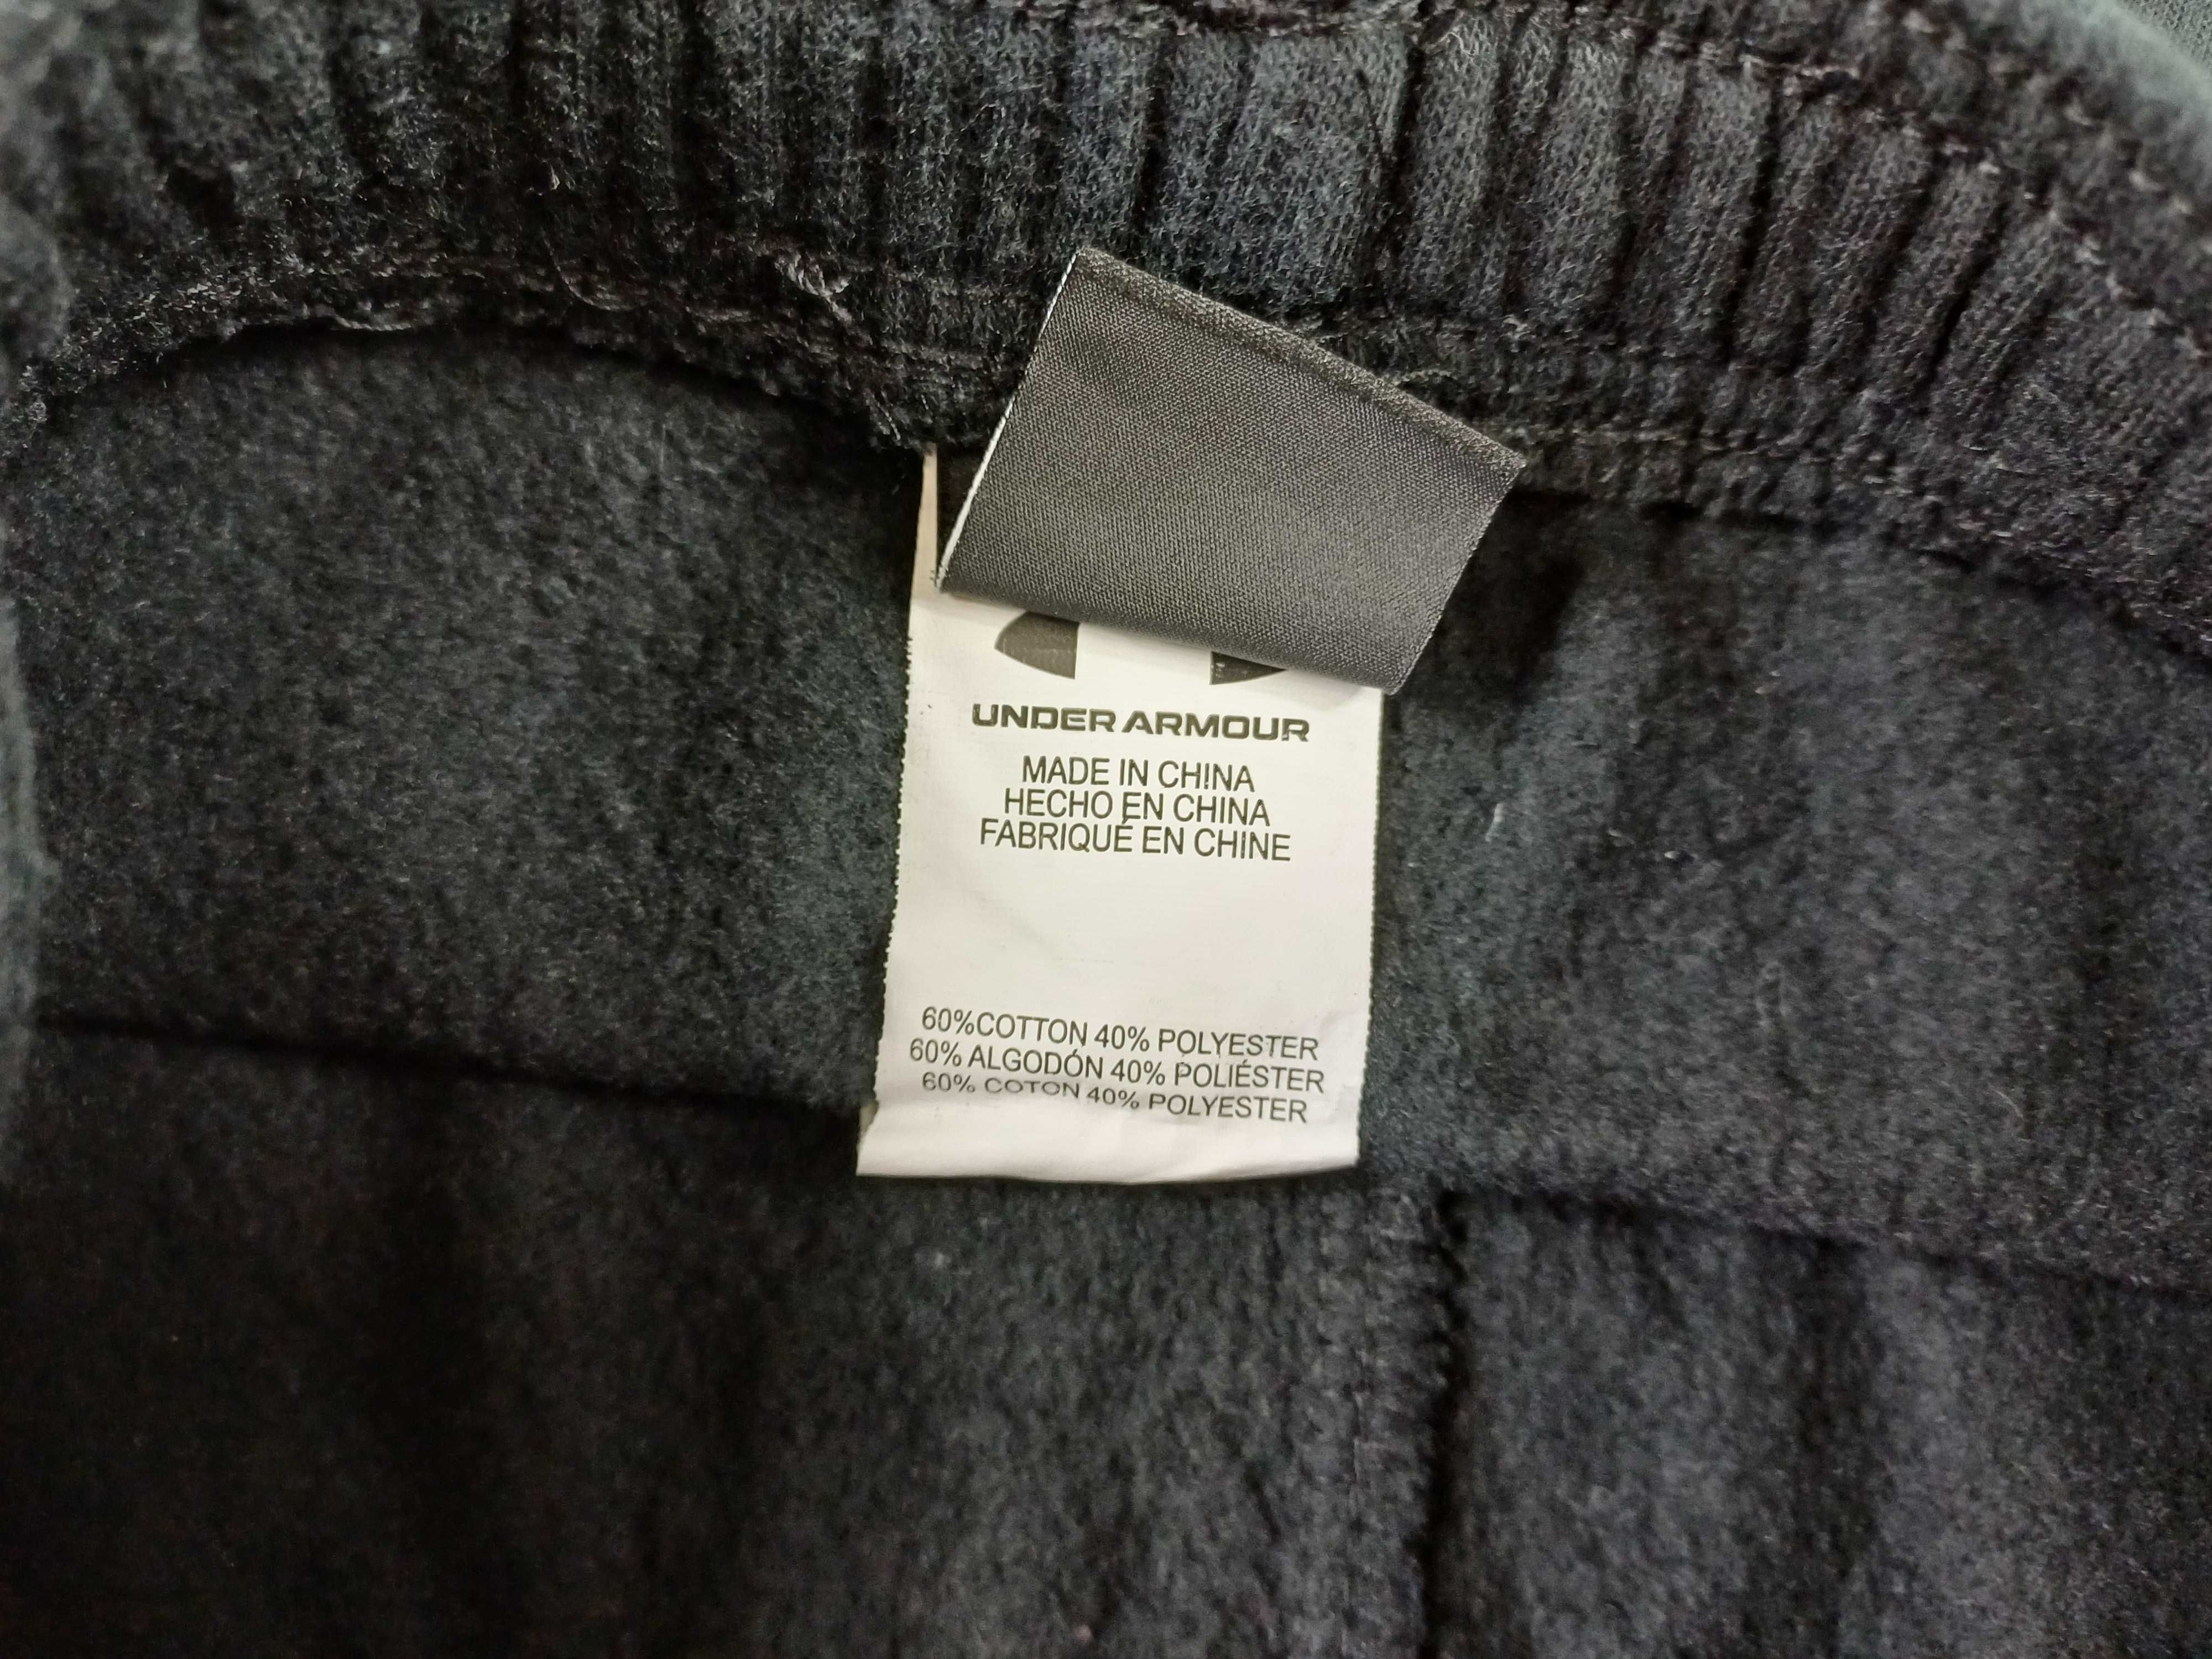 UNDER ARMOUR
MADE IN CHINA
HECHO EN CHINA
FABRIQUÉ EN CHINE
60%COTTON 40% POLYESTER
60% ALGODÓN 40% POLIÉSTER
60% COTON 40% POLYESTER